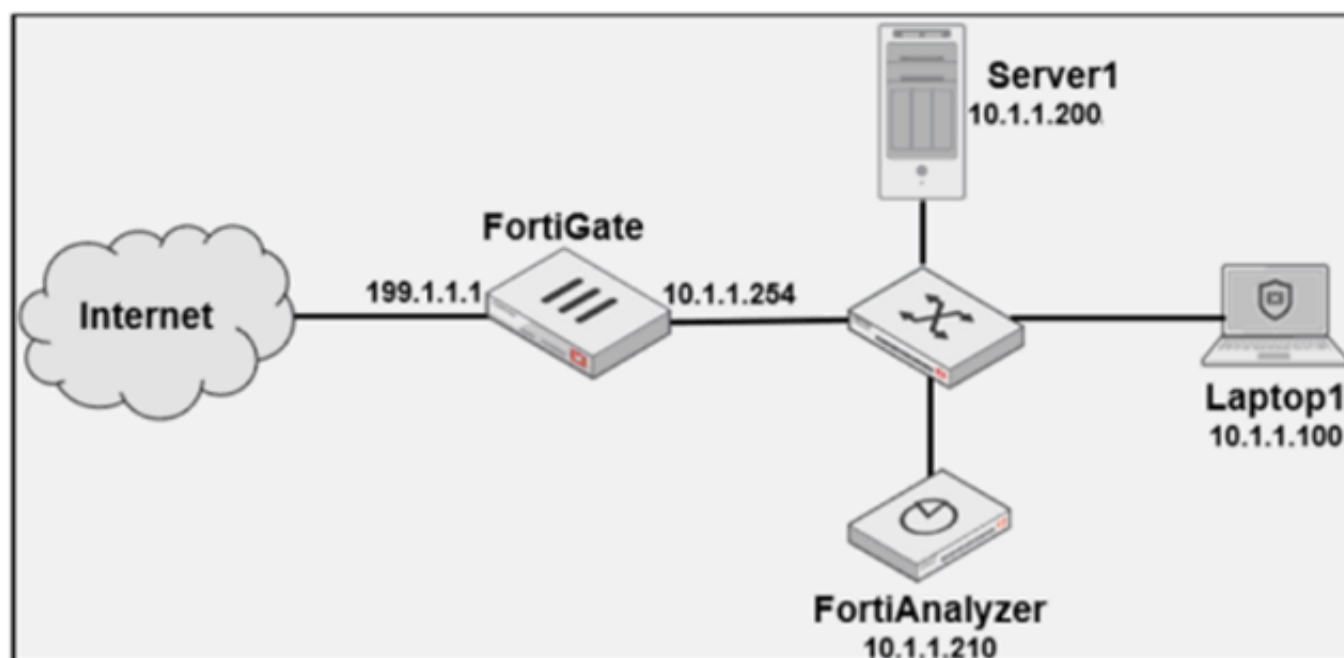 Server1
10.1.1.200
FortiGate
199.1.1.1
10.1.1.254
Internet
Laptop1
10.1.1.100
FortiAnalyzer
10.1.1.210